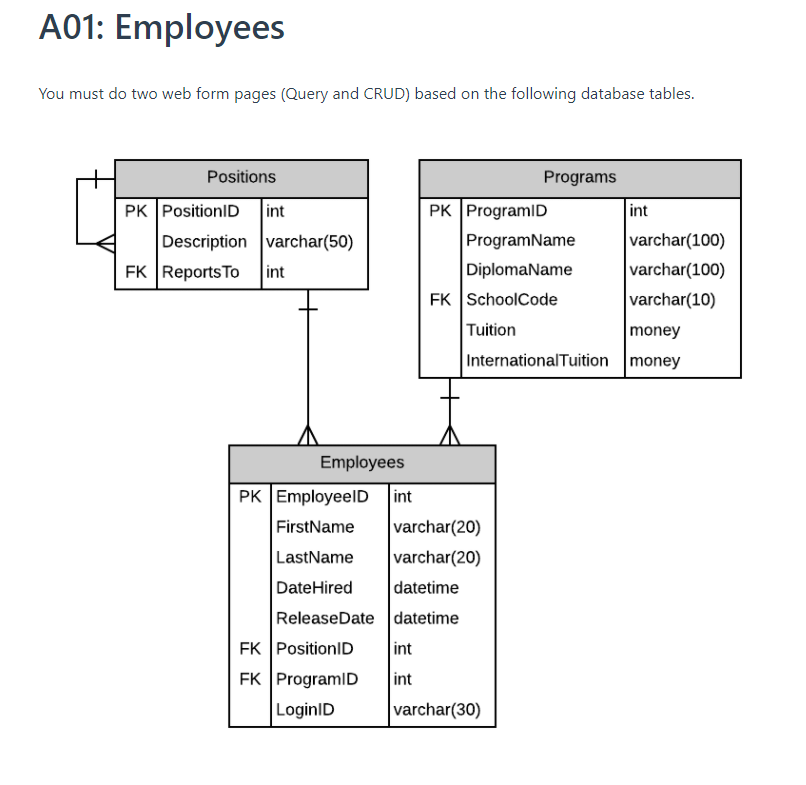 A01: Employees
You must do two web form pages (Query and CRUD) based on the following database tables.
Positions
PK PositionID int
Description varchar(50)
FK ReportsTo int
Programs
PK ProgramID int
ProgramName varchar(100)
DiplomaName varchar(100)
FK SchoolCode varchar(10)
Tuition money
InternationalTuition money
Employees
PK EmployeeID int
FirstName varchar(20)
LastName varchar(20)
DateHired datetime
ReleaseDate datetime
FK PositionID int
FK ProgramID int
LoginID varchar(30)